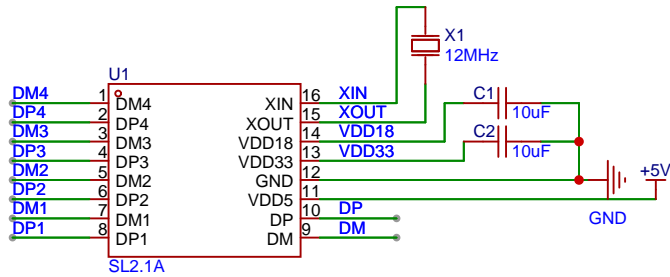 X1
12MHz
U1
DM4 1 DM4 XIN 16 XIN
DP4 2 DP4 XOUT 15 XOUT
DM3 3 DM3 VDD18 14 VDD18
DP3 4 DP3 VDD33 13 VDD33
DM2 5 DM2 GND 12
DP2 6 DP2 VDD5 11
DM1 7 DM1 DP 10 DP
DP1 8 DP1 DM 9 DM
SL2.1A
C1
10uF
C2
10uF
+5V
GND